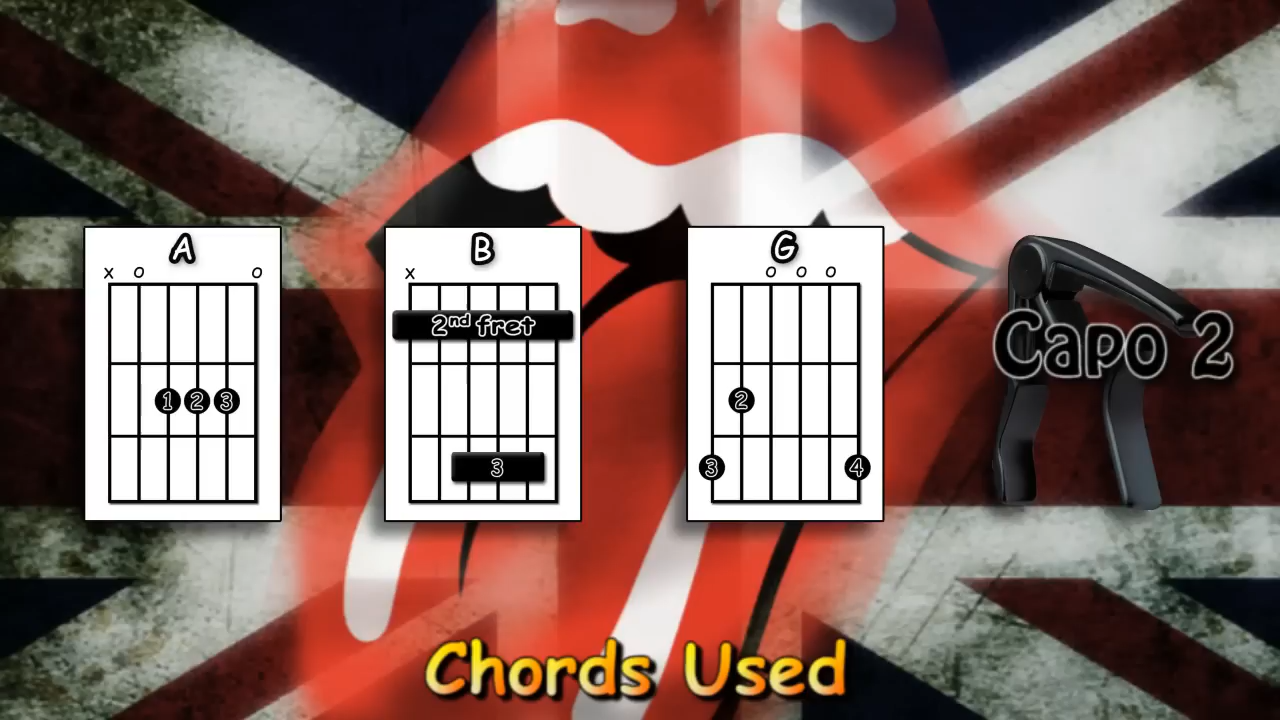 A
x o o
1 2 3
B
x
2nd fret
3
G
o o o
2
3 4
Capo 2
Chords Used